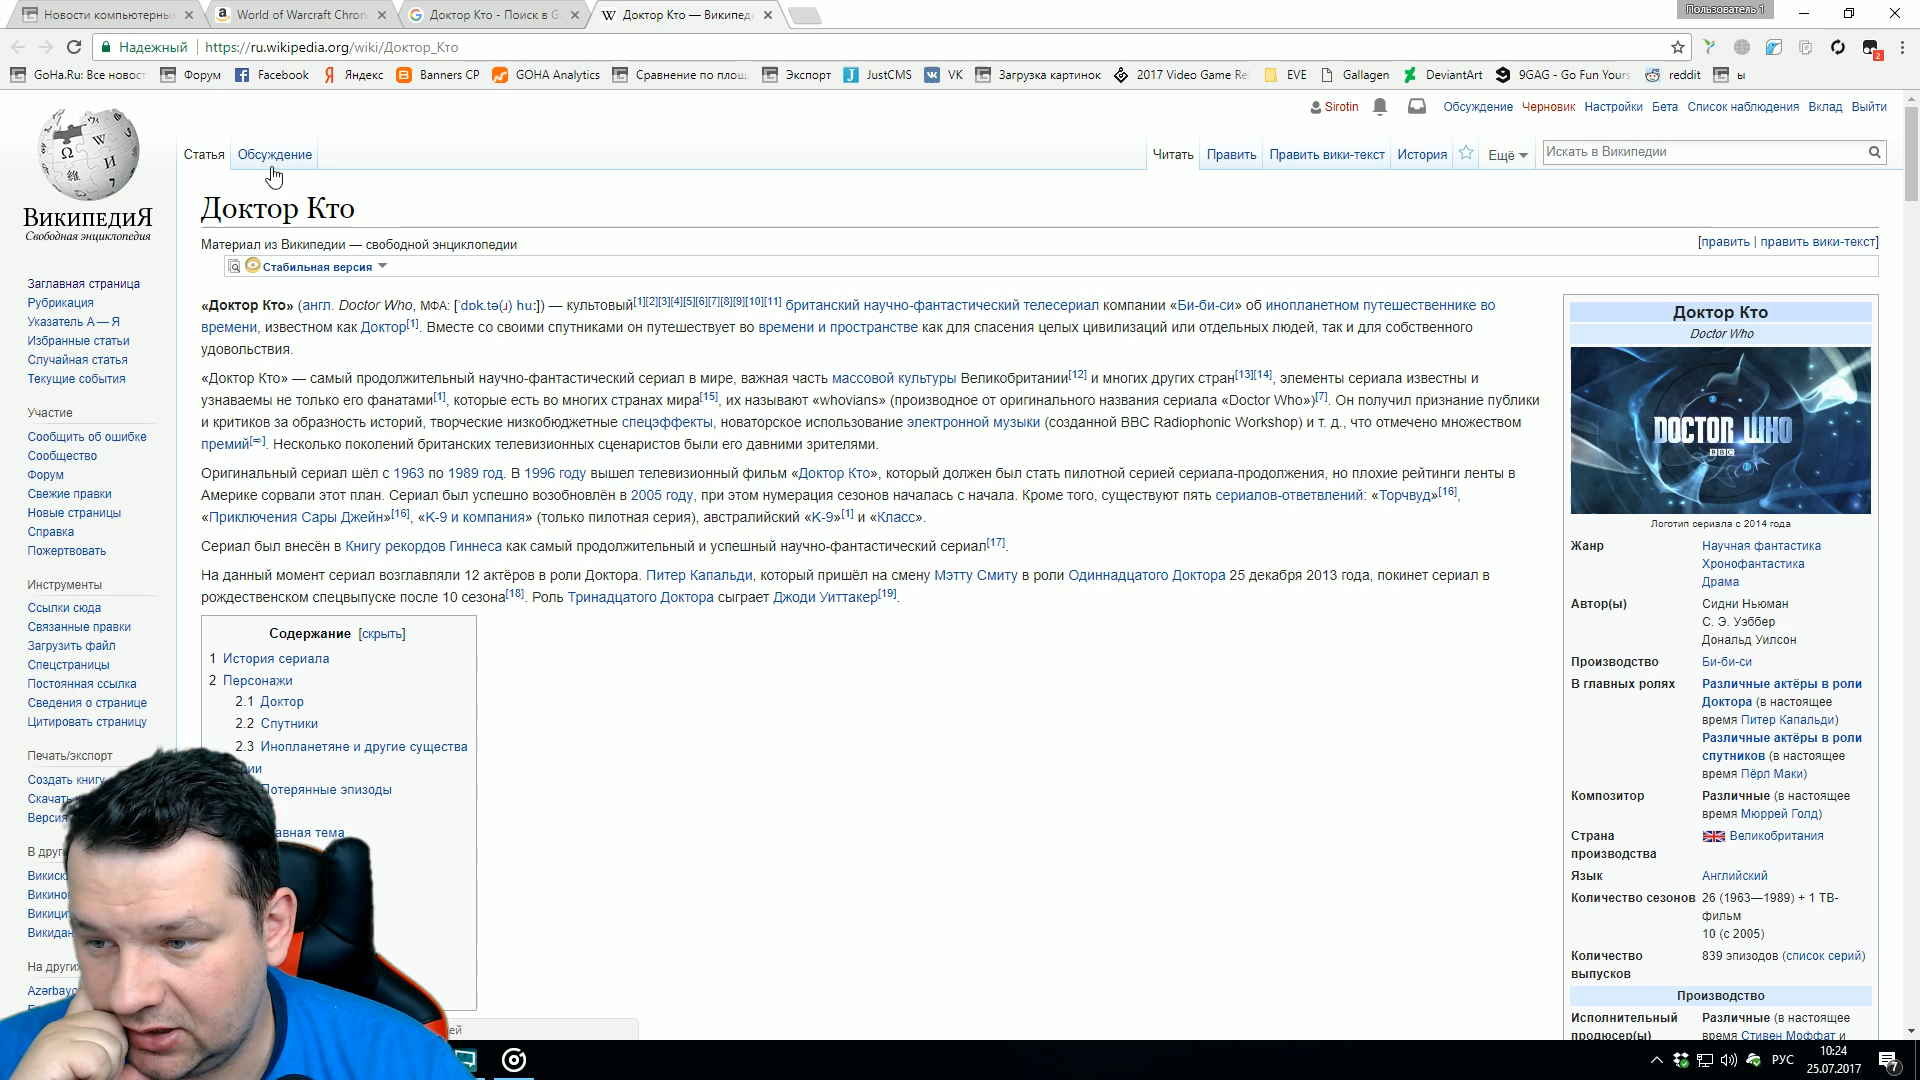 Новости компьютерны
World of Warcraft Chron
Доктор Кто - Поиск в G
Доктор Кто — Википед
Пользователь 1
Надежный
https://ru.wikipedia.org/wiki/Доктор_Кто
2
GoHa.Ru: Все новост
Форум
Facebook
Яндекс
Banners CP
GOHA Analytics
Сравнение по площ
Экспорт
JustCMS
VK
Загрузка картинок
2017 Video Game Re
EVE
Gallagen
DeviantArt
9GAG - Go Fun Yours
reddit
ы
Sirotin
Обсуждение
Черновик
Настройки
Бета
Список наблюдения
Вклад
Выйти
Статья
Обсуждение
Читать
Править
Править вики-текст
История
Ещё
Искать в Википедии
ВикипедиЯ
Свободная энциклопедия
Доктор Кто
Материал из Википедии — свободной энциклопедии
[править | править вики-текст]
Стабильная версия
Заглавная страница
Рубрикация
Указатель А — Я
Избранные статьи
Случайная статья
Текущие события
Участие
Сообщить об ошибке
Сообщество
Форум
Свежие правки
Новые страницы
Справка
Пожертвовать
Инструменты
Ссылки сюда
Связанные правки
Загрузить файл
Спецстраницы
Постоянная ссылка
Сведения о странице
Цитировать страницу
Печать/экспорт
Создать книгу
Скачать
Версия
В други
Викиск
Викино
Викици
Викидан
На других
Azərbayc
«Доктор Кто» (англ. Doctor Who, МФА: [ˈdɒk.tə(ɹ) huː]) — культовый[1][2][3][4][5][6][7][8][9][10][11] британский научно-фантастический телесериал компании «Би-би-си» об инопланетном путешественнике во
времени, известном как Доктор[1]. Вместе со своими спутниками он путешествует во времени и пространстве как для спасения целых цивилизаций или отдельных людей, так и для собственного
удовольствия.
«Доктор Кто» — самый продолжительный научно-фантастический сериал в мире, важная часть массовой культуры Великобритании[12] и многих других стран[13][14], элементы сериала известны и
узнаваемы не только его фанатами[1], которые есть во многих странах мира[15], их называют «whovians» (производное от оригинального названия сериала «Doctor Who»)[7]. Он получил признание публики
и критиков за образность историй, творческие низкобюджетные спецэффекты, новаторское использование электронной музыки (созданной BBC Radiophonic Workshop) и т. д., что отмечено множеством
премий[⇨]. Несколько поколений британских телевизионных сценаристов были его давними зрителями.
Оригинальный сериал шёл с 1963 по 1989 год. В 1996 году вышел телевизионный фильм «Доктор Кто», который должен был стать пилотной серией сериала-продолжения, но плохие рейтинги ленты в
Америке сорвали этот план. Сериал был успешно возобновлён в 2005 году, при этом нумерация сезонов началась с начала. Кроме того, существуют пять сериалов-ответвлений: «Торчвуд»[16],
«Приключения Сары Джейн»[16], «K-9 и компания» (только пилотная серия), австралийский «K-9»[1] и «Класс».
Сериал был внесён в Книгу рекордов Гиннеса как самый продолжительный и успешный научно-фантастический сериал[17].
На данный момент сериал возглавляли 12 актёров в роли Доктора. Питер Капальди, который пришёл на смену Мэтту Смиту в роли Одиннадцатого Доктора 25 декабря 2013 года, покинет сериал в
рождественском спецвыпуске после 10 сезона[18]. Роль Тринадцатого Доктора сыграет Джоди Уиттакер[19].
Содержание [скрыть]
1 История сериала
2 Персонажи
2.1 Доктор
2.2 Спутники
2.3 Инопланетяне и другие существа
рии
Потерянные эпизоды
авная тема
ей
Доктор Кто
Doctor Who
DOCTOR WHO
BBC
Логотип сериала с 2014 года
Жанр
Научная фантастика
Хронофантастика
Драма
Автор(ы)
Сидни Ньюман
С. Э. Уэббер
Дональд Уилсон
Производство
Би-би-си
В главных ролях
Различные актёры в роли
Доктора (в настоящее
время Питер Капальди)
Различные актёры в роли
спутников (в настоящее
время Пёрл Маки)
Композитор
Различные (в настоящее
время Мюррей Голд)
Страна
производства
Великобритания
Язык
Английский
Количество сезонов
26 (1963—1989) + 1 ТВ-
фильм
10 (с 2005)
Количество
выпусков
839 эпизодов (список серий)
Производство
Исполнительный
продюсер(ы)
Различные (в настоящее
время Стивен Моффат и
РУС
10:24
25.07.2017
7